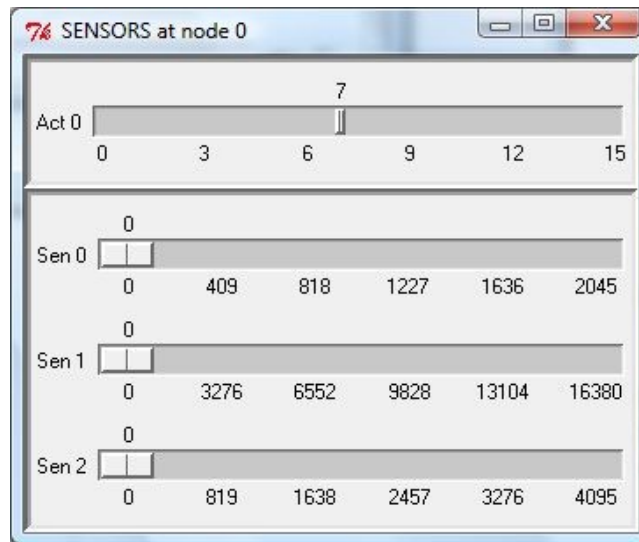 SENSORS at node 0
7
Act 0
0 3 6 9 12 15
0
Sen 0
0 409 818 1227 1636 2045
0
Sen 1
0 3276 6552 9828 13104 16380
0
Sen 2
0 819 1638 2457 3276 4095